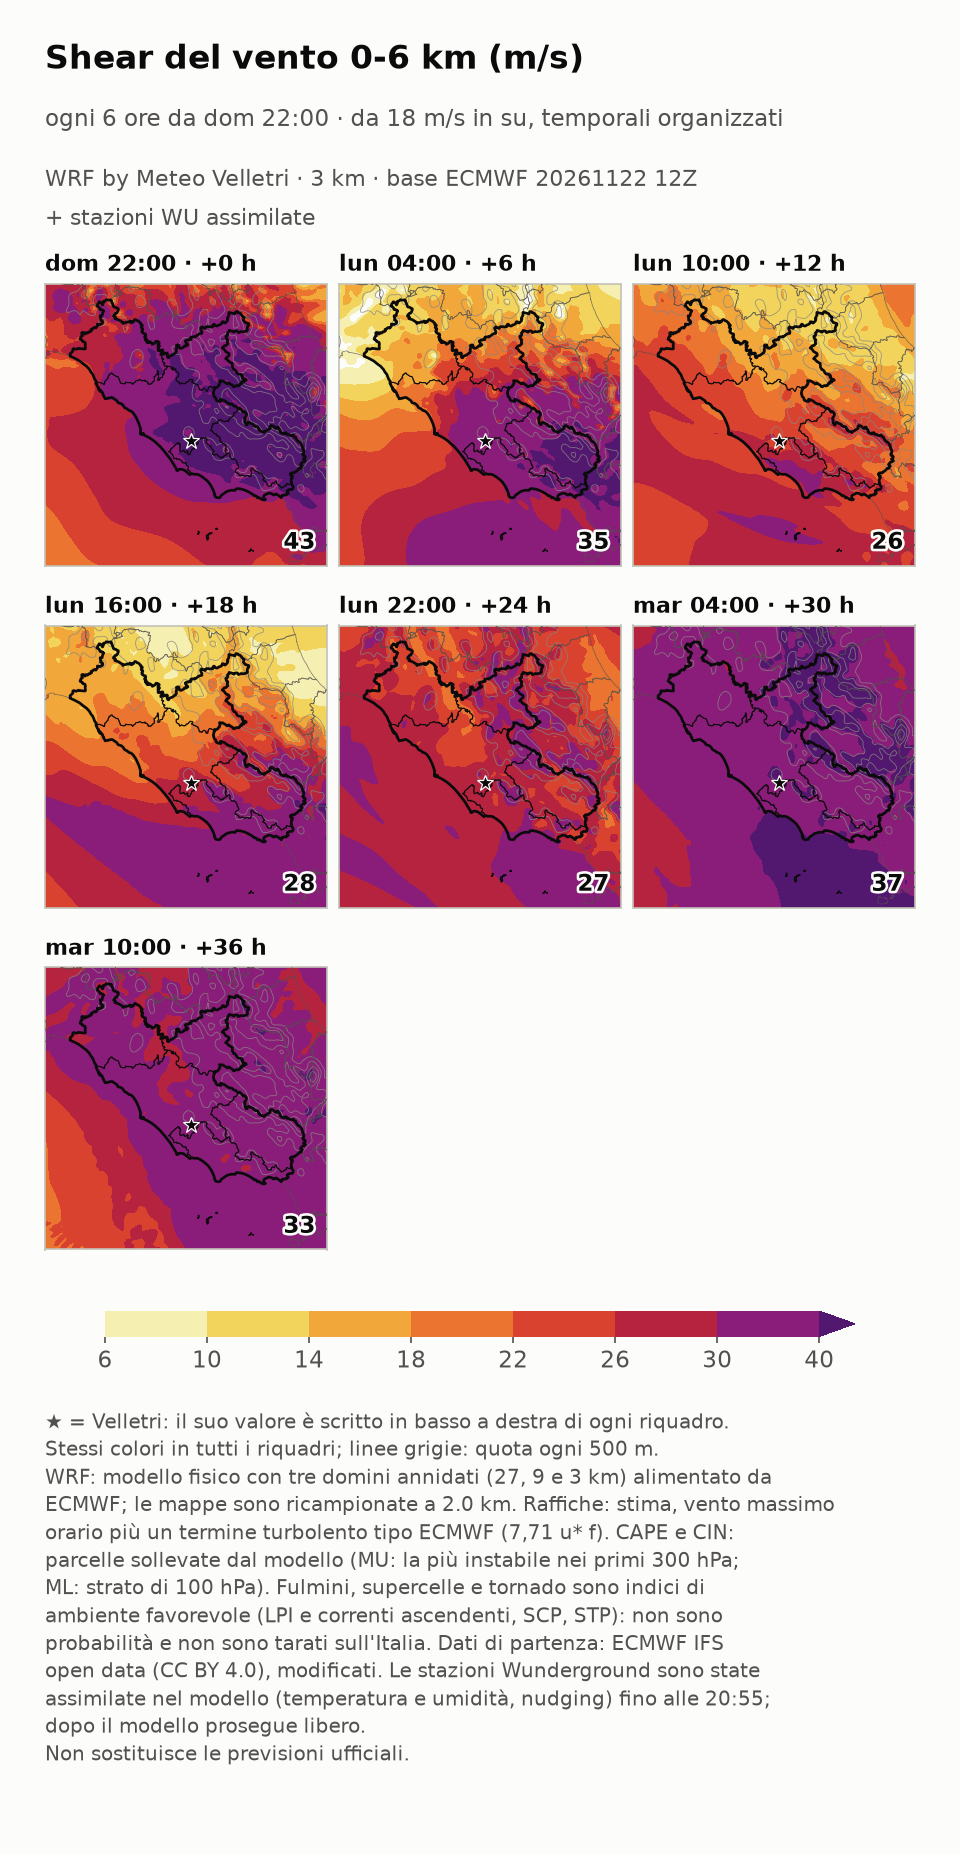 Shear del vento 0-6 km (m/s)
ogni 6 ore da dom 22:00 · da 18 m/s in su, temporali organizzati
WRF by Meteo Velletri · 3 km · base ECMWF 20261122 12Z
+ stazioni WU assimilate
dom 22:00 · +0 h
lun 04:00 · +6 h
lun 10:00 · +12 h
43
35
26
lun 16:00 · +18 h
lun 22:00 · +24 h
mar 04:00 · +30 h
28
27
37
mar 10:00 · +36 h
33
6 10 14 18 22 26 30 40
★ = Velletri: il suo valore è scritto in basso a destra di ogni riquadro.
Stessi colori in tutti i riquadri; linee grigie: quota ogni 500 m.
WRF: modello fisico con tre domini annidati (27, 9 e 3 km) alimentato da
ECMWF; le mappe sono ricampionate a 2.0 km. Raffiche: stima, vento massimo
orario più un termine turbolento tipo ECMWF (7,71 u* f). CAPE e CIN:
parcelle sollevate dal modello (MU: la più instabile nei primi 300 hPa;
ML: strato di 100 hPa). Fulmini, supercelle e tornado sono indici di
ambiente favorevole (LPI e correnti ascendenti, SCP, STP): non sono
probabilità e non sono tarati sull'Italia. Dati di partenza: ECMWF IFS
open data (CC BY 4.0), modificati. Le stazioni Wunderground sono state
assimilate nel modello (temperatura e umidità, nudging) fino alle 20:55;
dopo il modello prosegue libero.
Non sostituisce le previsioni ufficiali.